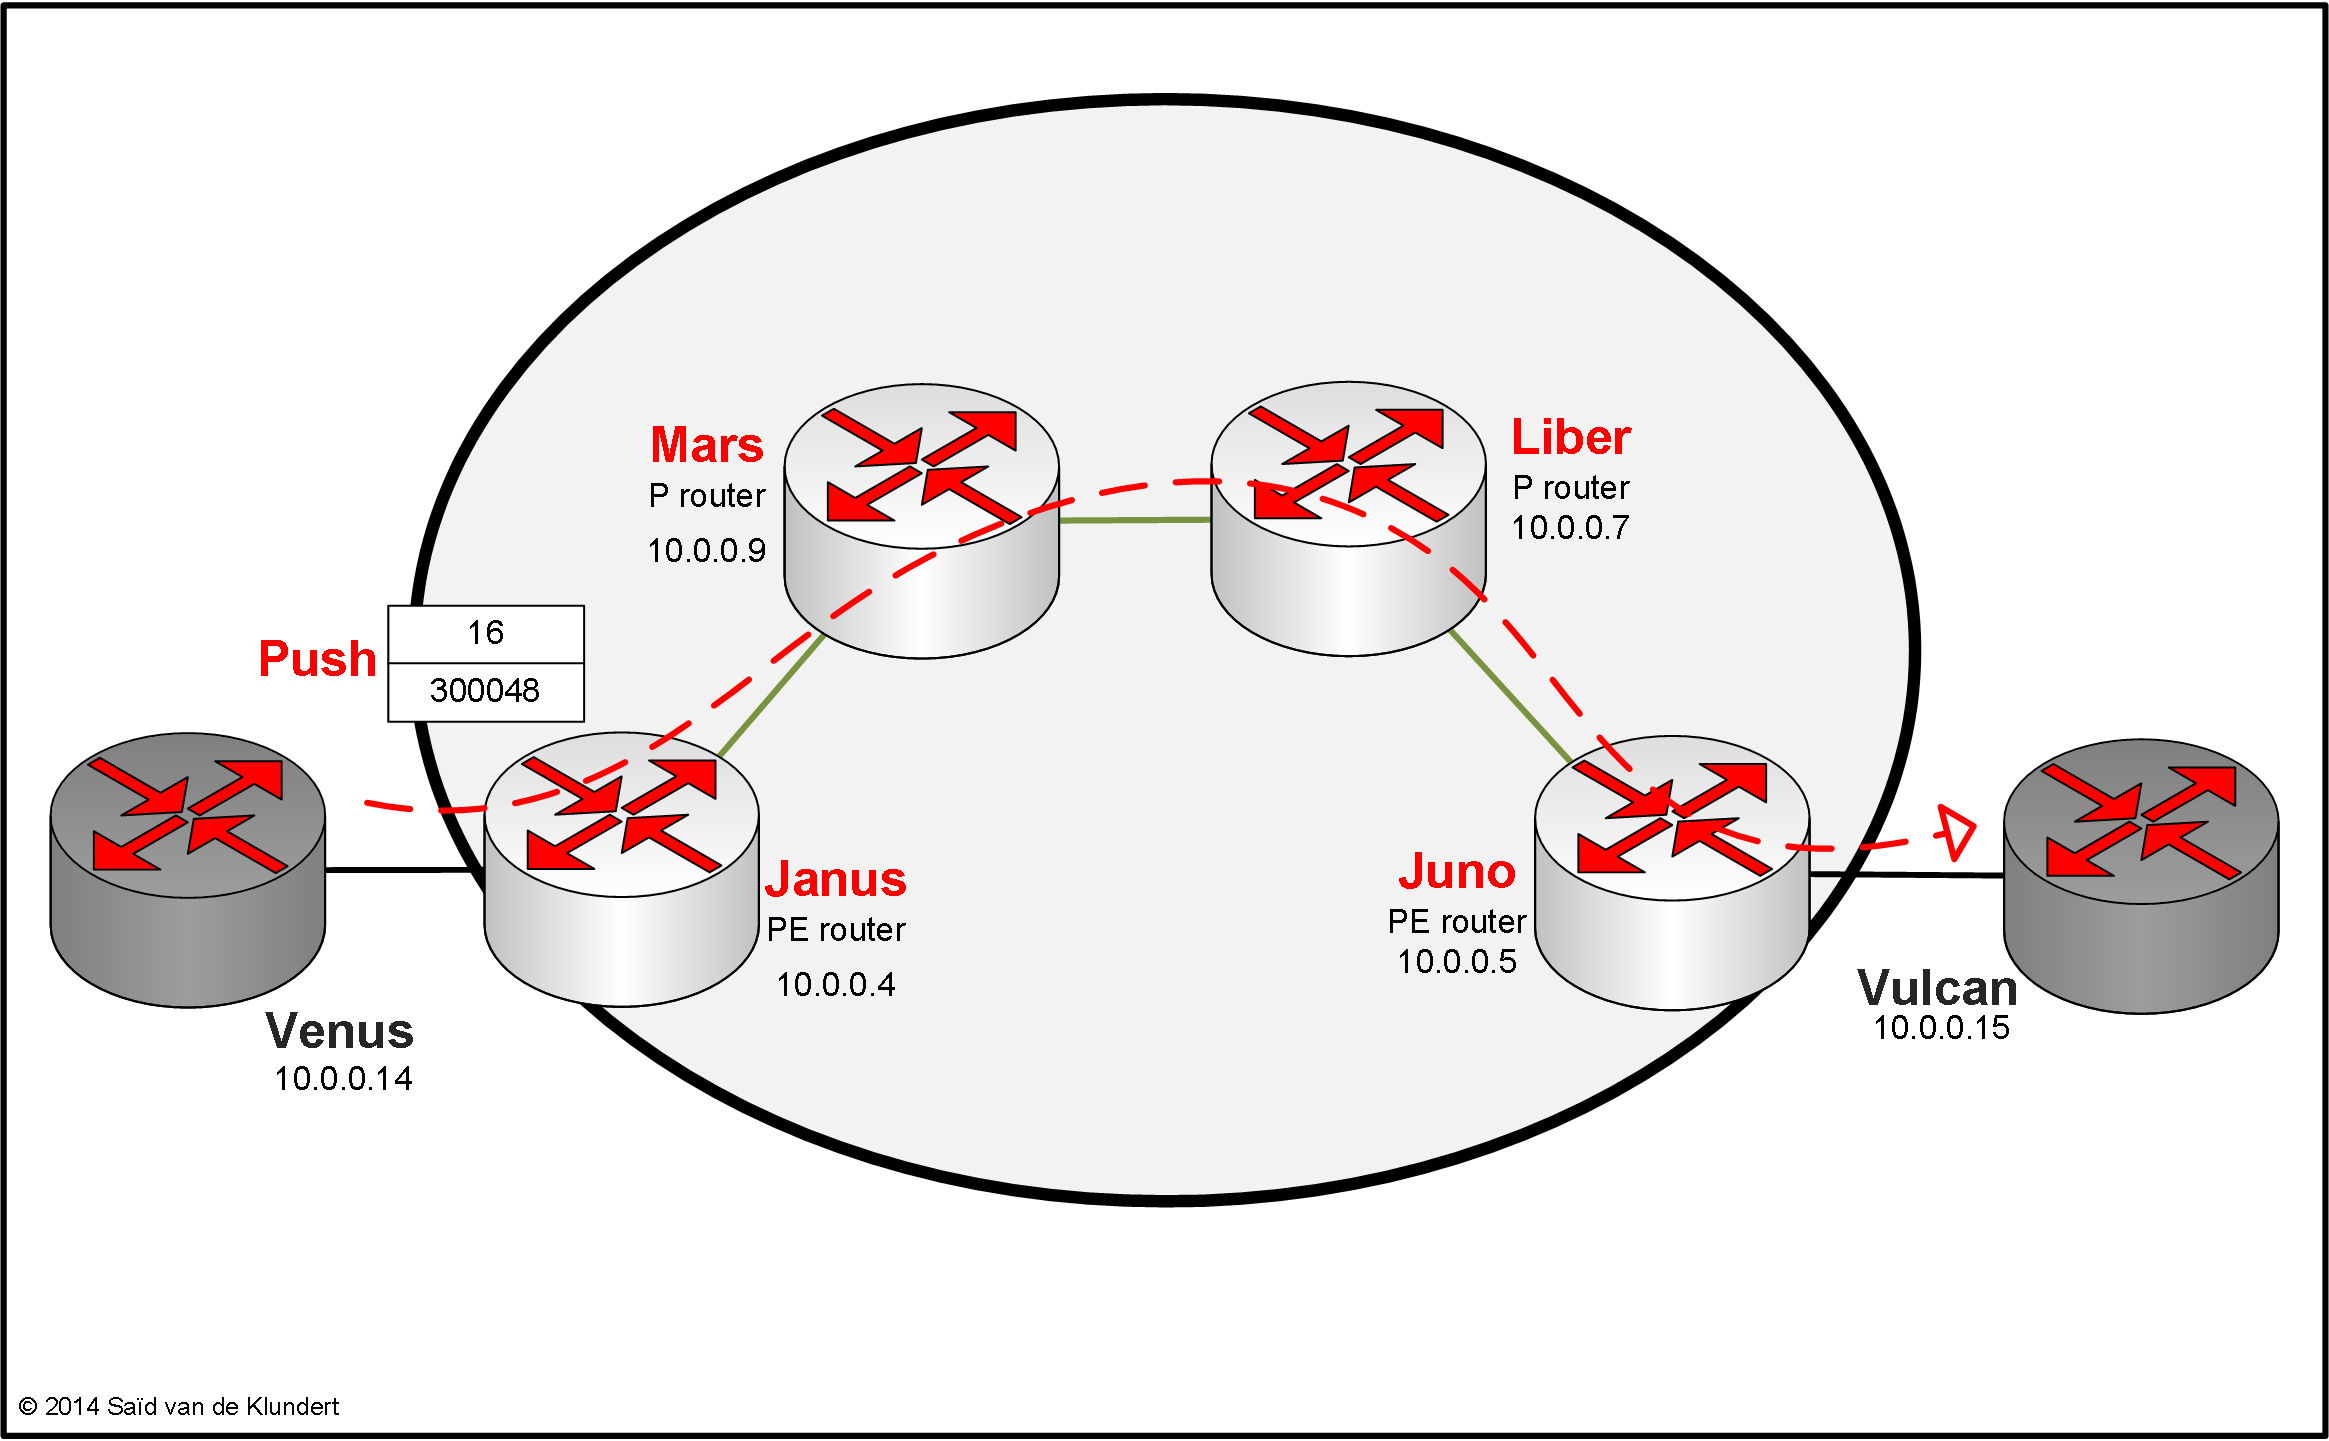 Mars
P router
10.0.0.9
Liber
P router
10.0.0.7
Push
16
300048
Janus
PE router
10.0.0.4
Juno
PE router
10.0.0.5
Venus
10.0.0.14
Vulcan
10.0.0.15
© 2014 Saïd van de Klundert